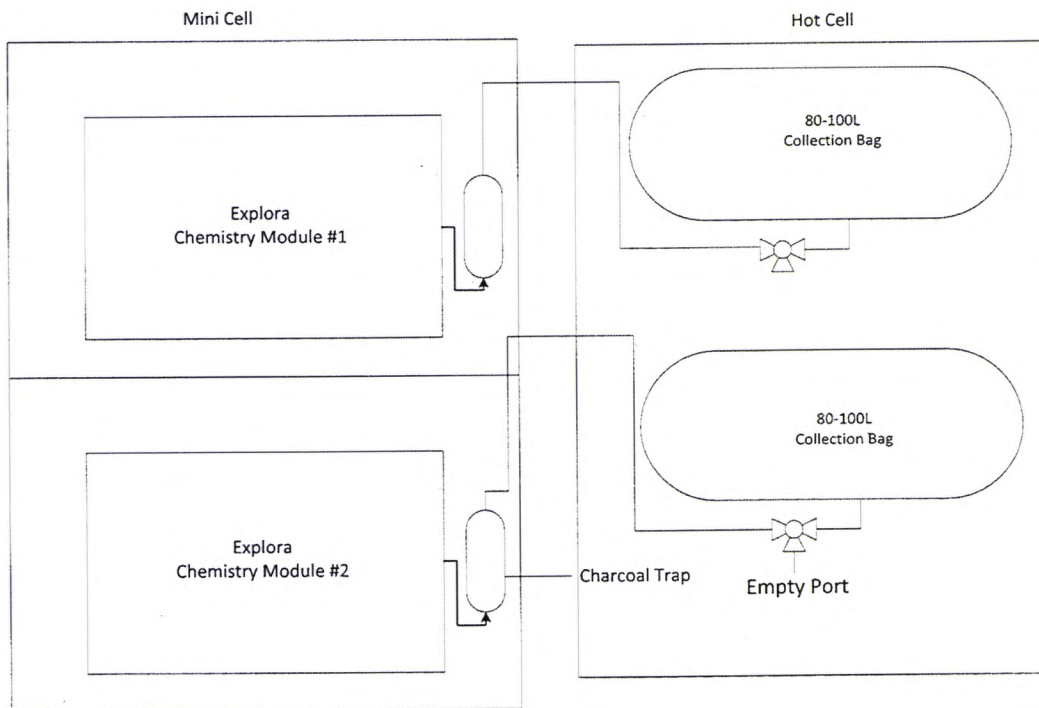 Mini Cell
Hot Cell
80-100L
Collection Bag
Explora
Chemistry Module #1
80-100L
Collection Bag
Explora
Chemistry Module #2
Charcoal Trap
Empty Port